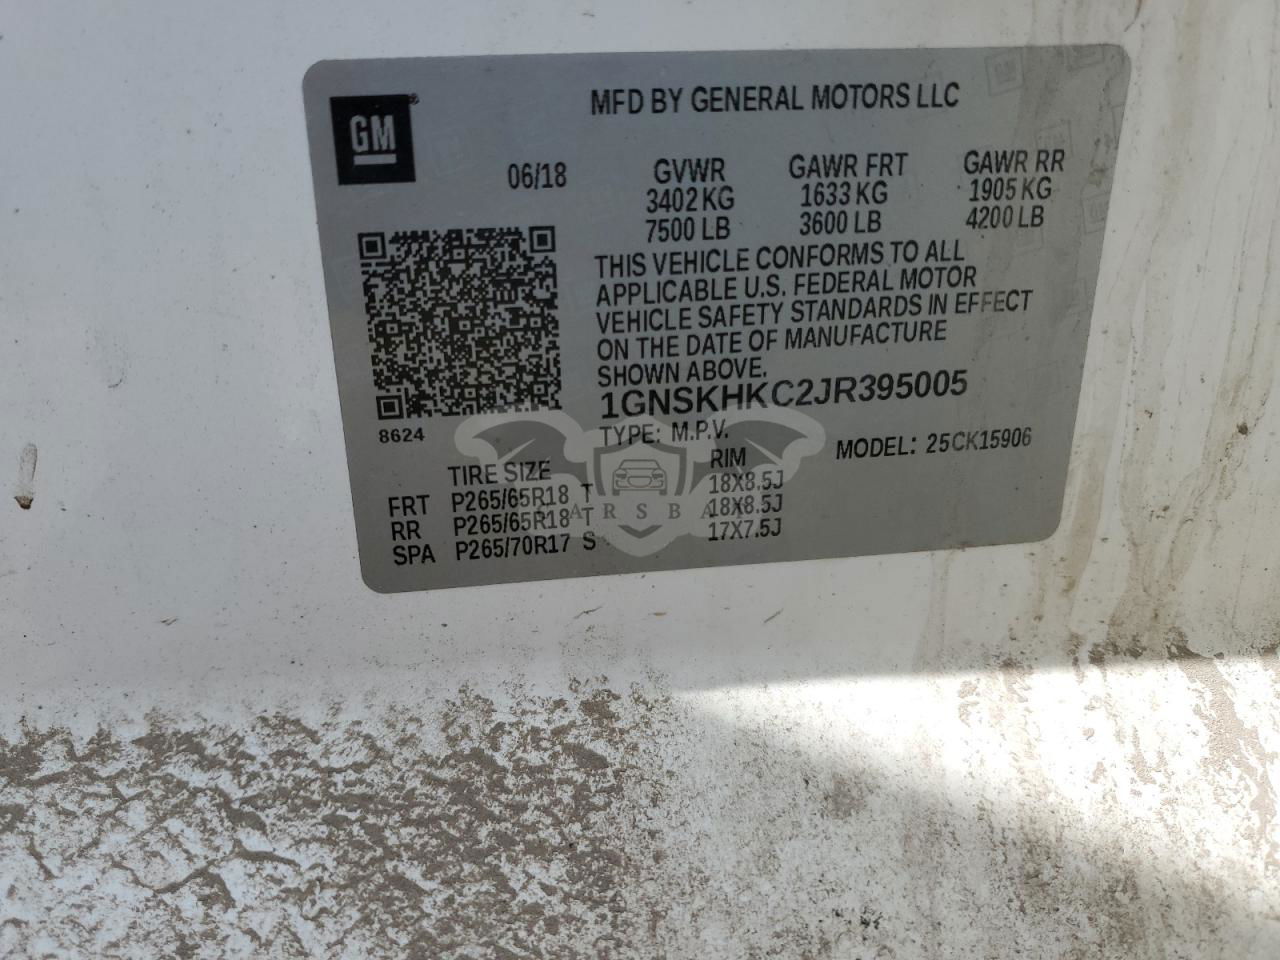 MFD BY GENERAL MOTORS LLC
GM®
06/18 GVWR GAWR FRT GAWR RR
3402 KG 1633 KG 1905 KG
7500 LB 3600 LB 4200 LB
THIS VEHICLE CONFORMS TO ALL
APPLICABLE U.S. FEDERAL MOTOR
VEHICLE SAFETY STANDARDS IN EFFECT
ON THE DATE OF MANUFACTURE
SHOWN ABOVE.
1GNSKHKC2JR395005
8624
TYPE: M.P.V. MODEL: 25CK15906
TIRE SIZE RIM
FRT P265/65R18 T 18X8.5J
RR P265/65R18 T 18X8.5J
SPA P265/70R17 S 17X7.5J